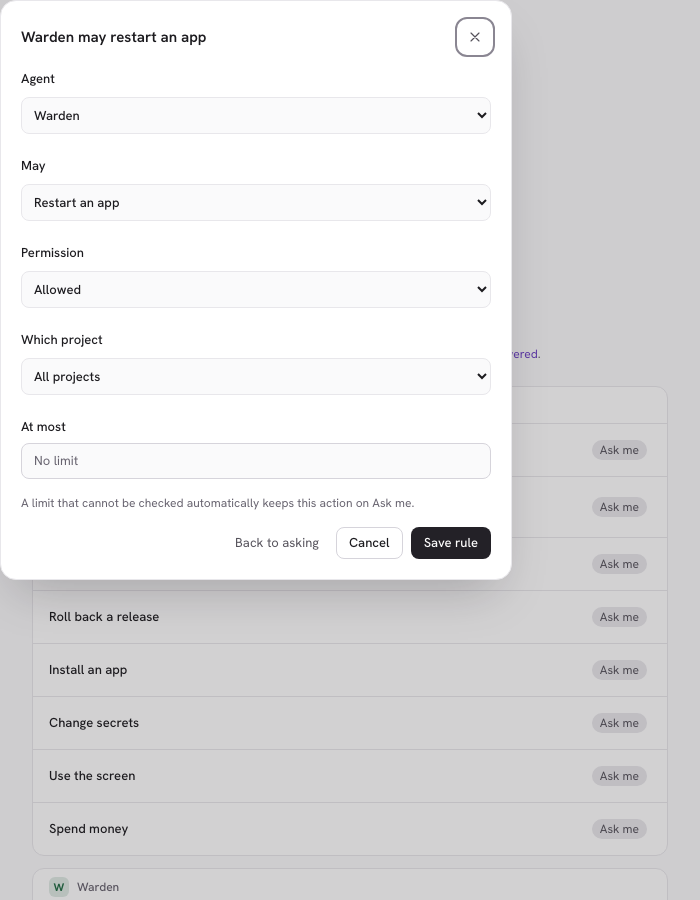 Warden may restart an app
Agent
Warden
May
Restart an app
Permission
Allowed
Which project
All projects
At most
No limit
A limit that cannot be checked automatically keeps this action on Ask me.
Back to asking Cancel Save rule
Ask me
Ask me
Ask me
Roll back a release Ask me
Install an app Ask me
Change secrets Ask me
Use the screen Ask me
Spend money Ask me
W Warden